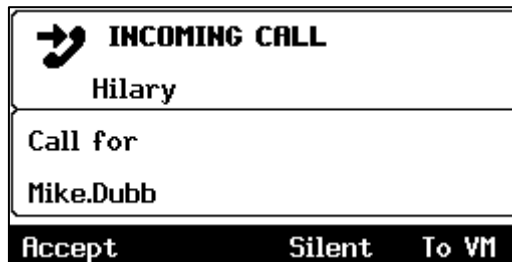 INCOMING CALL
Hilary
Call for
Mike.Dubb
Accept Silent To VM